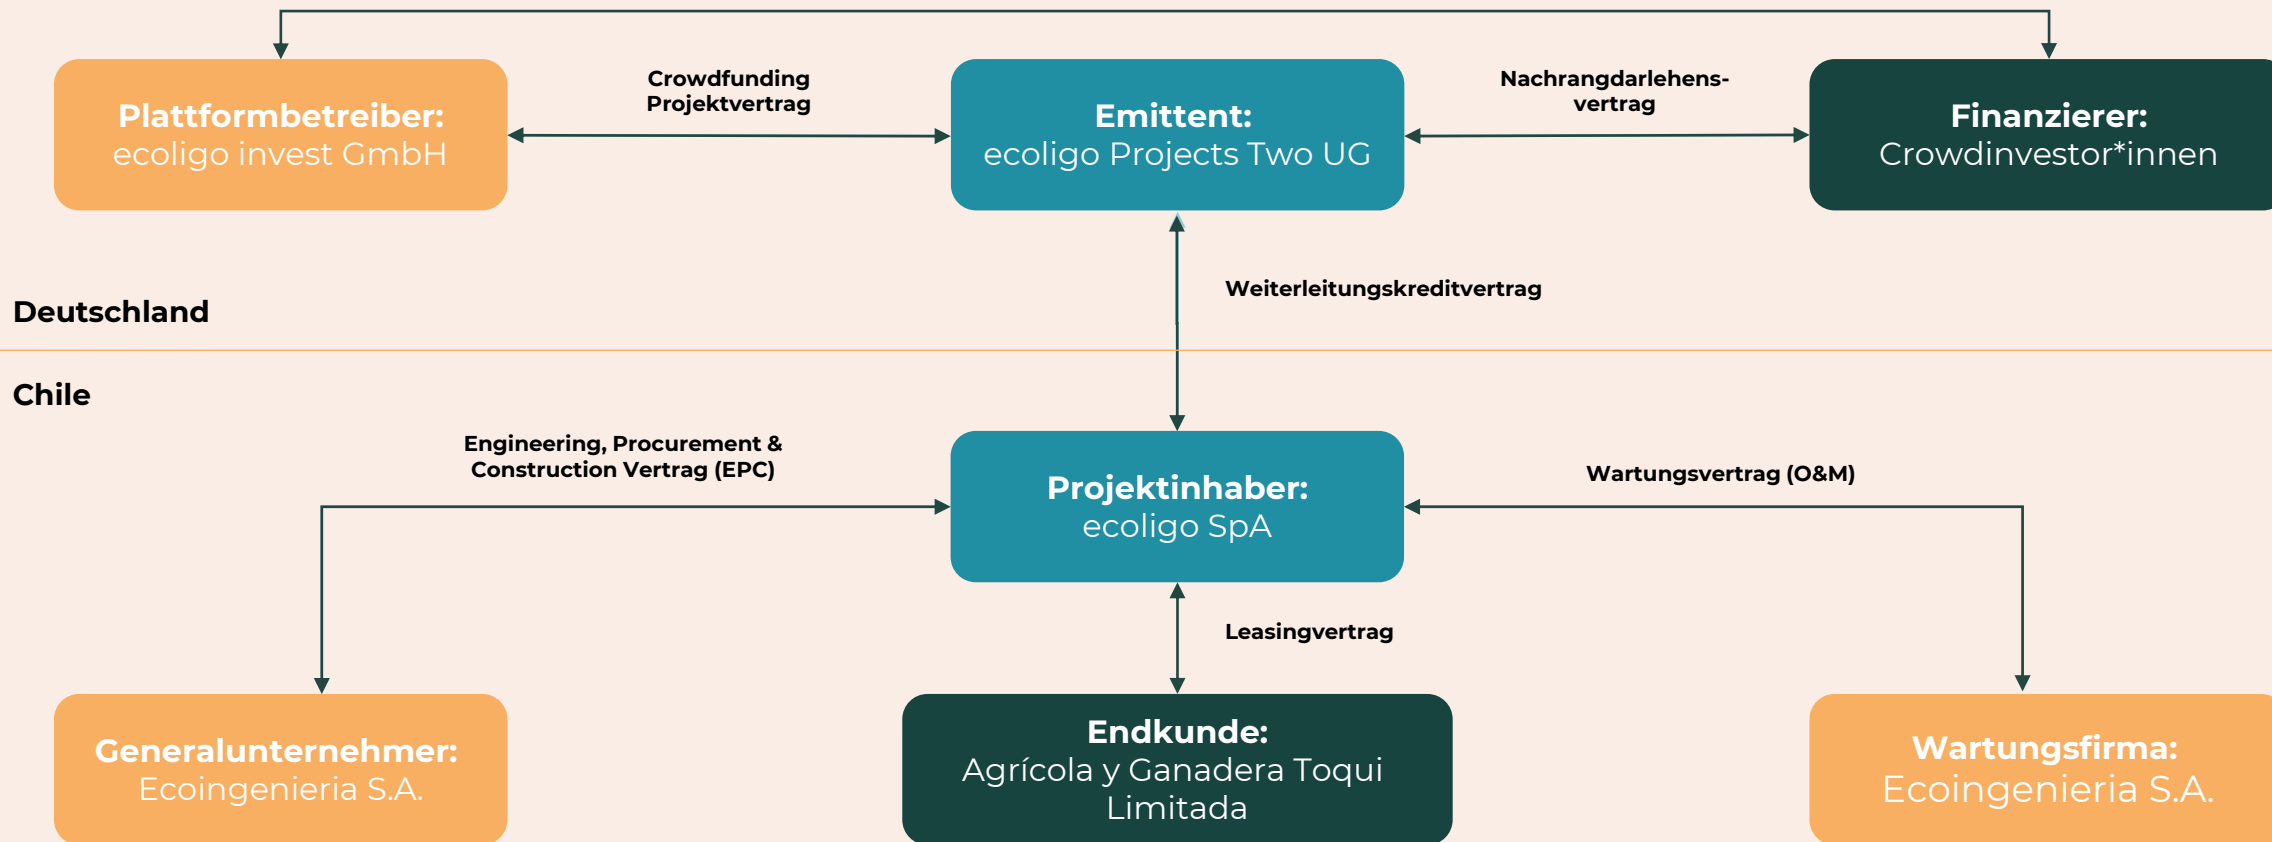 Crowdfunding
Projektvertrag
Nachrangdarlehens-
vertrag
Plattformbetreiber:
ecoligo invest GmbH
Emittent:
ecoligo Projects Two UG
Finanzierer:
Crowdinvestor*innen
Weiterleitungskreditvertrag
Deutschland
Chile
Engineering, Procurement &
Construction Vertrag (EPC)
Wartungsvertrag (O&M)
Projektinhaber:
ecoligo SpA
Leasingvertrag
Generalunternehmer:
Ecoingenieria S.A.
Endkunde:
Agrícola y Ganadera Toqui
Limitada
Wartungsfirma:
Ecoingenieria S.A.